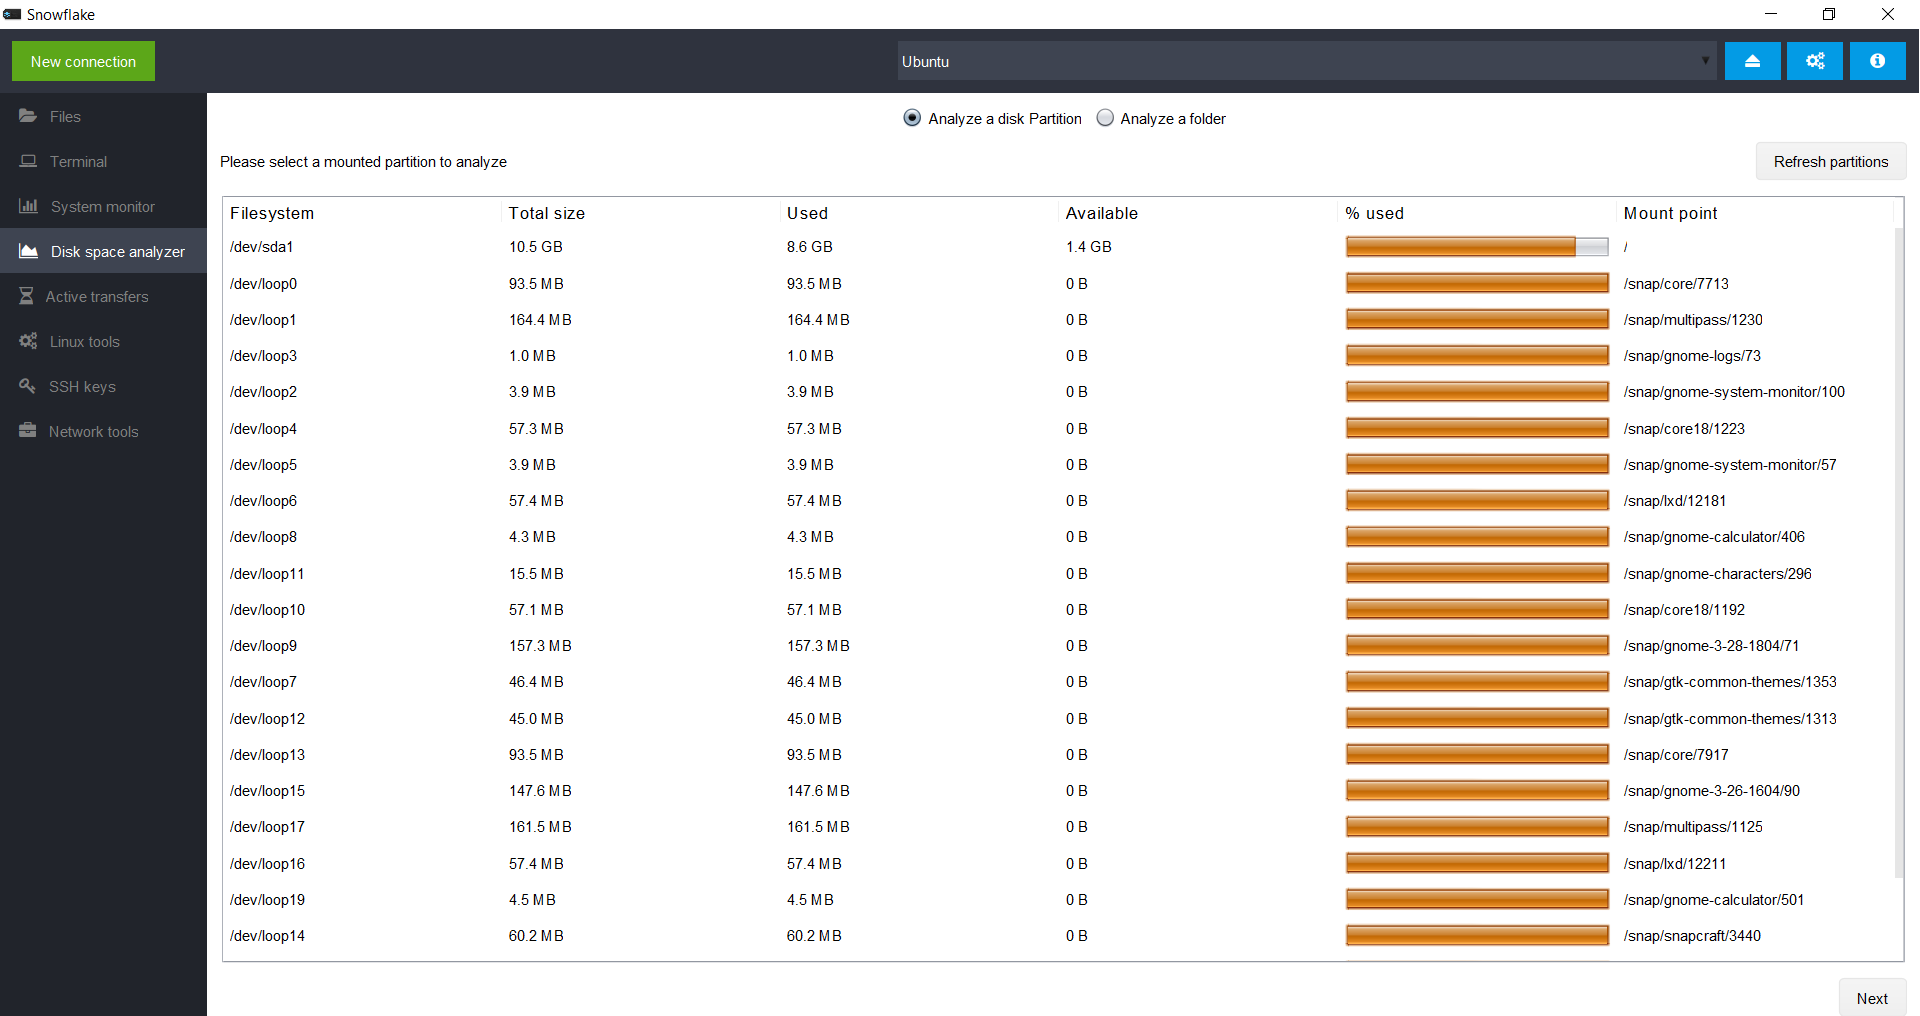 Snowflake
New connection
Ubuntu
Files
Terminal
System monitor
Disk space analyzer
Active transfers
Linux tools
SSH keys
Network tools
Analyze a disk Partition Analyze a folder
Please select a mounted partition to analyze
Refresh partitions
Filesystem Total size Used Available % used Mount point
/dev/sda1 10.5 GB 8.6 GB 1.4 GB /
/dev/loop0 93.5 MB 93.5 MB 0 B /snap/core/7713
/dev/loop1 164.4 MB 164.4 MB 0 B /snap/multipass/1230
/dev/loop3 1.0 MB 1.0 MB 0 B /snap/gnome-logs/73
/dev/loop2 3.9 MB 3.9 MB 0 B /snap/gnome-system-monitor/100
/dev/loop4 57.3 MB 57.3 MB 0 B /snap/core18/1223
/dev/loop5 3.9 MB 3.9 MB 0 B /snap/gnome-system-monitor/57
/dev/loop6 57.4 MB 57.4 MB 0 B /snap/lxd/12181
/dev/loop8 4.3 MB 4.3 MB 0 B /snap/gnome-calculator/406
/dev/loop11 15.5 MB 15.5 MB 0 B /snap/gnome-characters/296
/dev/loop10 57.1 MB 57.1 MB 0 B /snap/core18/1192
/dev/loop9 157.3 MB 157.3 MB 0 B /snap/gnome-3-28-1804/71
/dev/loop7 46.4 MB 46.4 MB 0 B /snap/gtk-common-themes/1353
/dev/loop12 45.0 MB 45.0 MB 0 B /snap/gtk-common-themes/1313
/dev/loop13 93.5 MB 93.5 MB 0 B /snap/core/7917
/dev/loop15 147.6 MB 147.6 MB 0 B /snap/gnome-3-26-1604/90
/dev/loop17 161.5 MB 161.5 MB 0 B /snap/multipass/1125
/dev/loop16 57.4 MB 57.4 MB 0 B /snap/lxd/12211
/dev/loop19 4.5 MB 4.5 MB 0 B /snap/gnome-calculator/501
/dev/loop14 60.2 MB 60.2 MB 0 B /snap/snapcraft/3440
Next